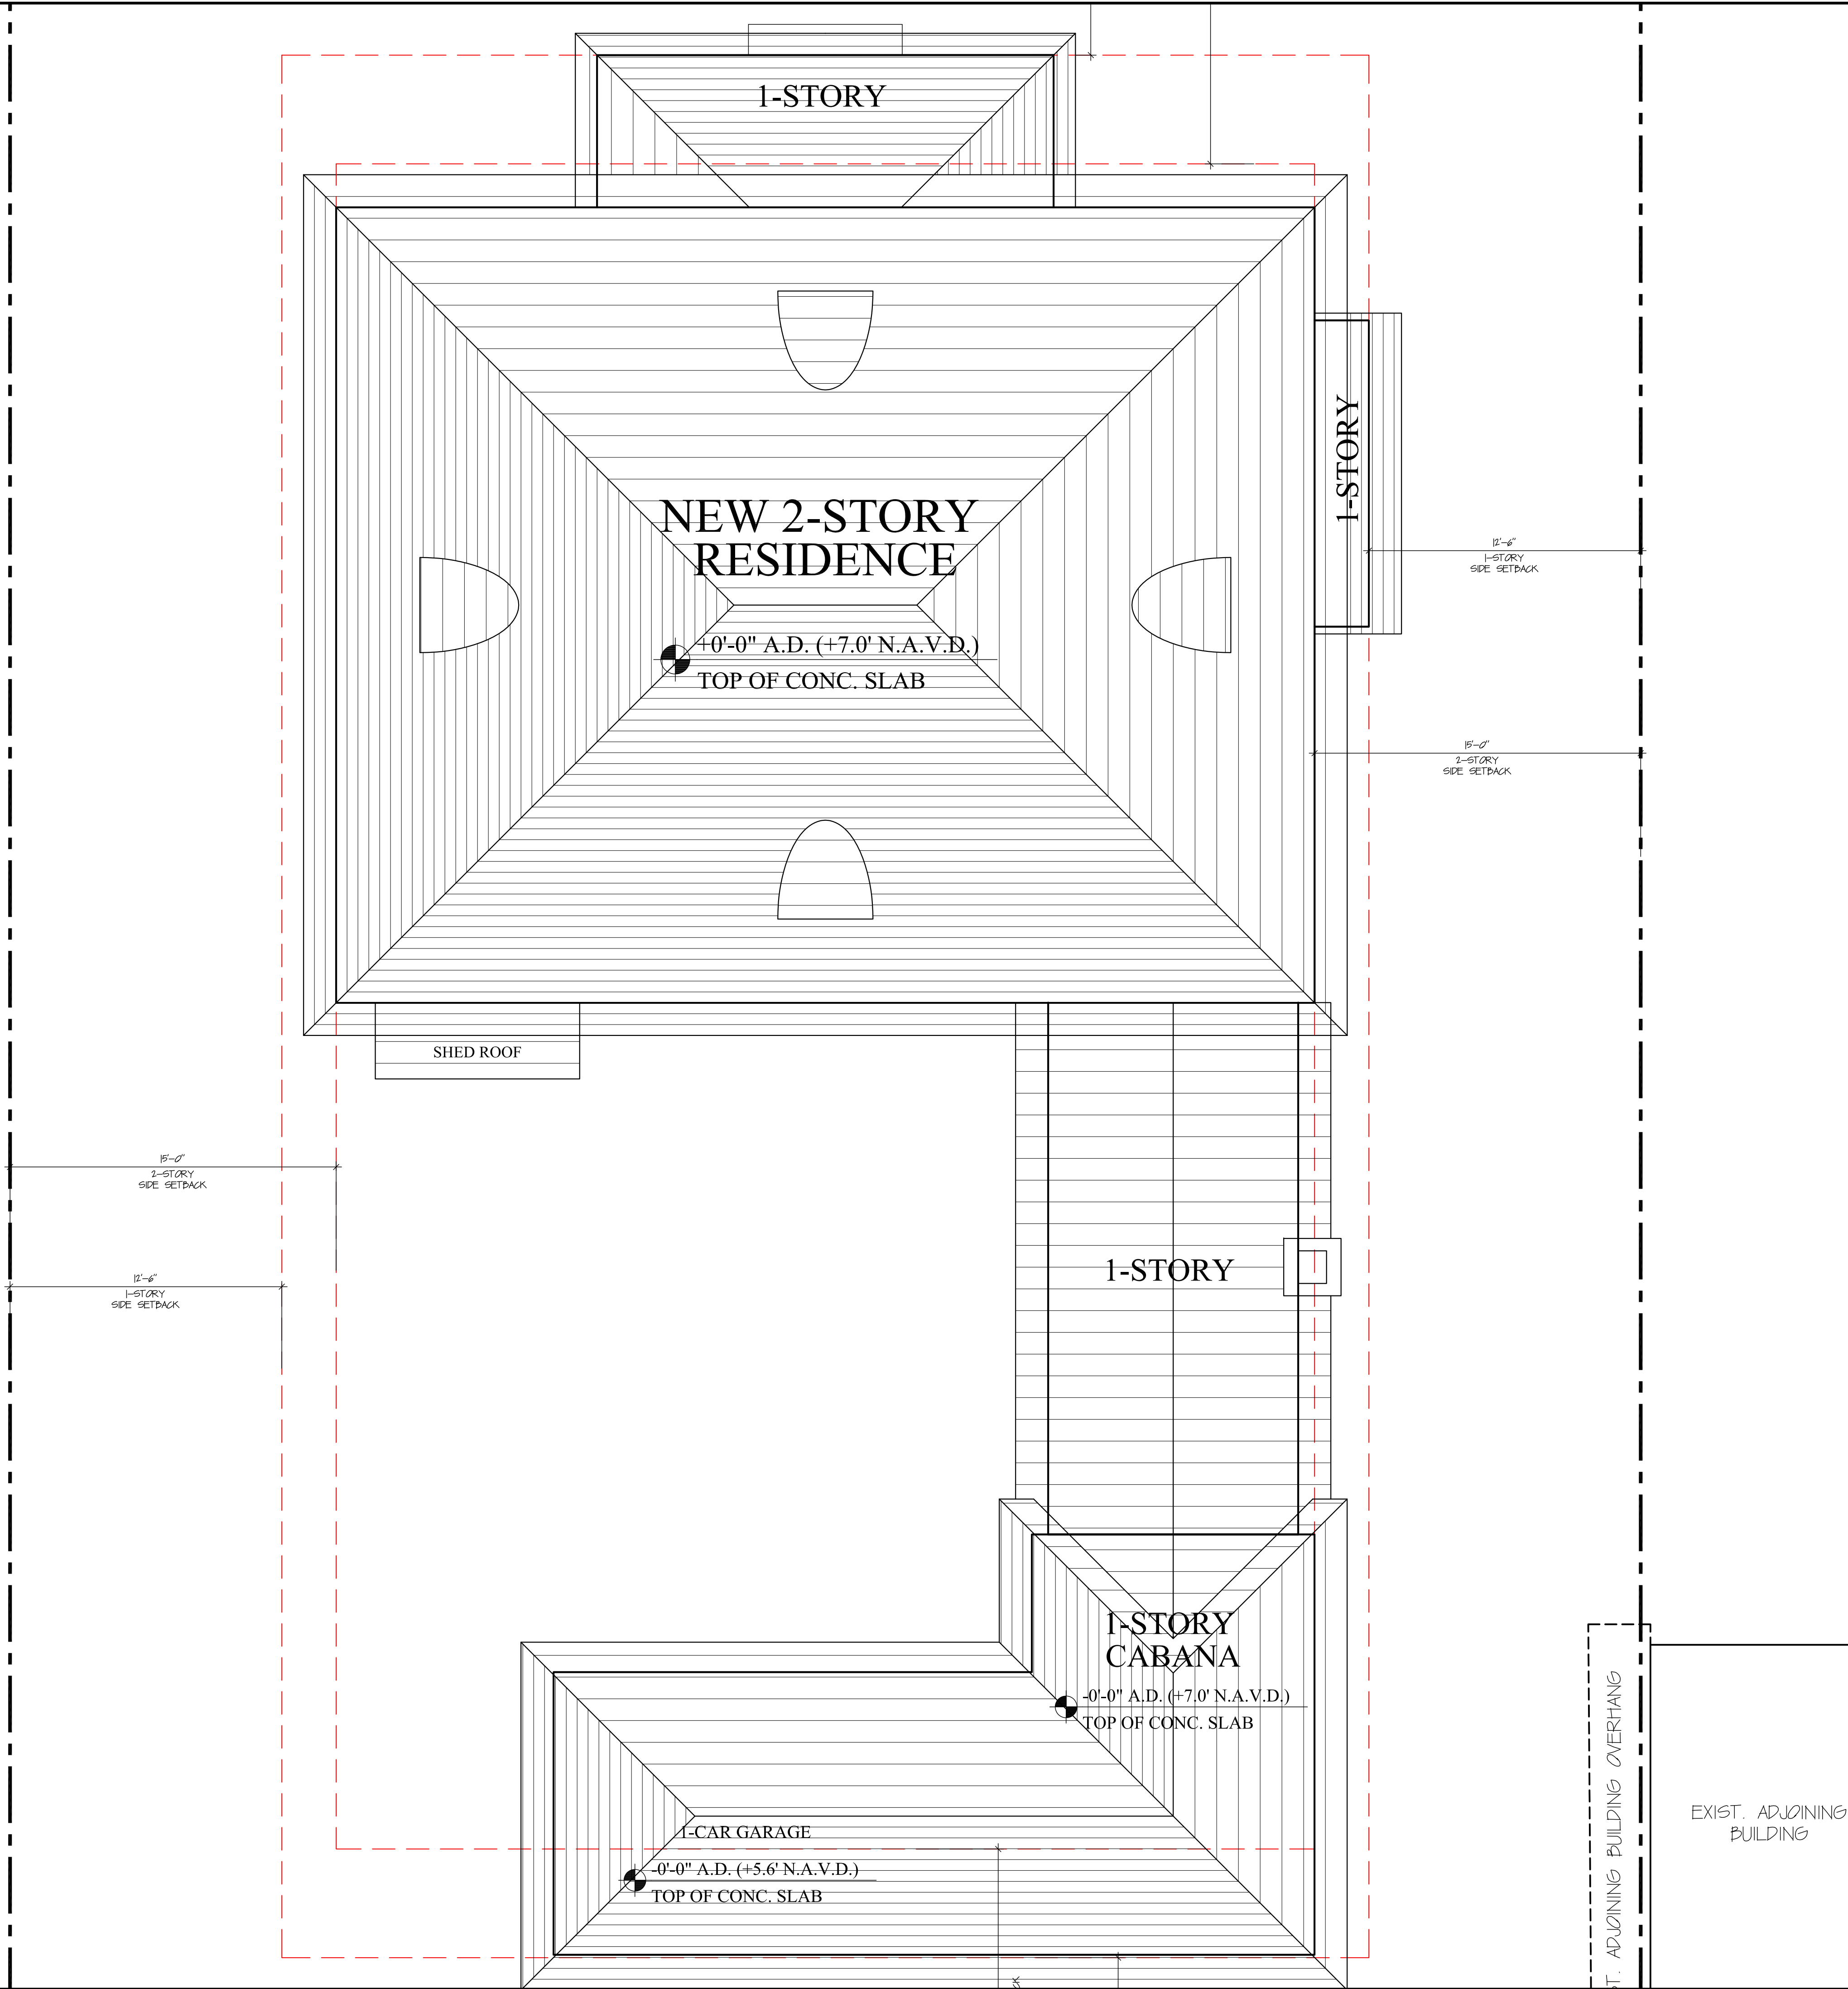 1-STORY
1-STORY
NEW 2-STORY
RESIDENCE
12'-6"
1-STORY
SIDE SETBACK
+0'-0" A.D. (+7.0' N.A.V.D.)
TOP OF CONC. SLAB
15'-0"
2-STORY
SIDE SETBACK
SHED ROOF
15'-0"
2-STORY
SIDE SETBACK
12'-6"
1-STORY
SIDE SETBACK
1-STORY
1-STORY
CABANA
-0'-0" A.D. (+7.0' N.A.V.D.)
TOP OF CONC. SLAB
1-CAR GARAGE
-0'-0" A.D. (+5.6' N.A.V.D.)
TOP OF CONC. SLAB
ADJOINING BUILDING OVERHANG
EXIST. ADJOINING
BUILDING